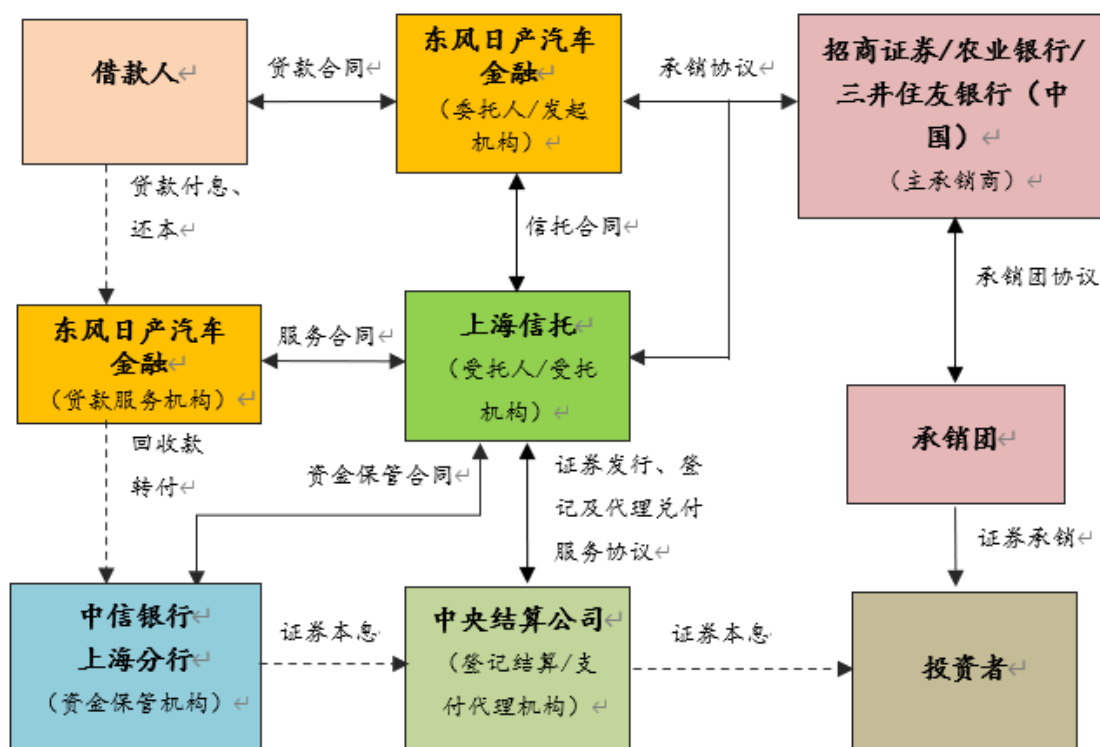 借款人
贷款合同
东风日产汽车
金融
（委托人/发起
机构）
承销协议
招商证券/农业银行/
三井住友银行（中
国）
（主承销商）
贷款付息、
还本
信托合同
承销团协议
东风日产汽车
金融
（贷款服务机构）
服务合同
上海信托
（受托人/受托
机构）
承销团
回收款
转付
资金保管合同
证券发行、登
记及代理兑付
服务协议
证券承销
中信银行
上海分行
（资金保管机构）
证券本息
中央结算公司
（登记结算/支
付代理机构）
证券本息
投资者